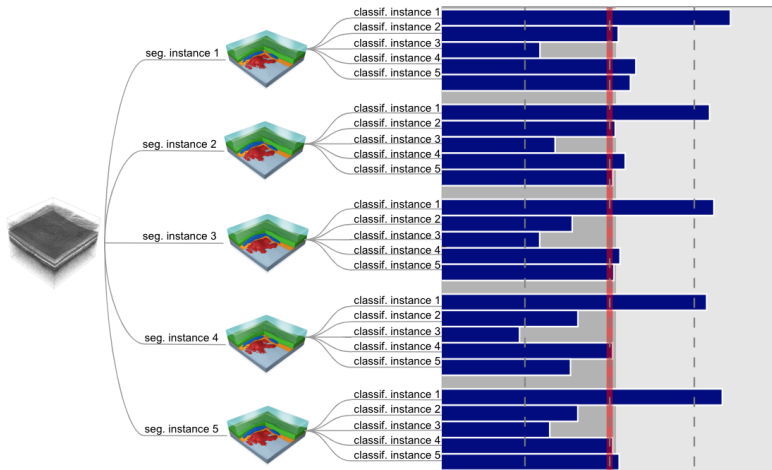 classif. instance 1
classif. instance 2
classif. instance 3
seg. instance 1
classif. instance 4
classif. instance 5
classif. instance 1
classif. instance 2
seg. instance 2
classif. instance 3
classif. instance 4
classif. instance 5
classif. instance 1
classif. instance 2
seg. instance 3
classif. instance 3
classif. instance 4
classif. instance 5
classif. instance 1
classif. instance 2
seg. instance 4
classif. instance 3
classif. instance 4
classif. instance 5
classif. instance 1
classif. instance 2
seg. instance 5
classif. instance 3
classif. instance 4
classif. instance 5